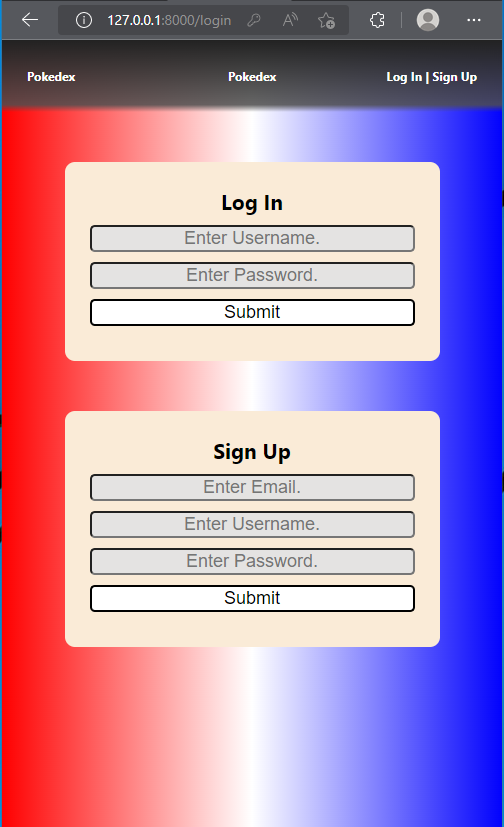 127.0.0.1:8000/login
Pokedex Pokedex Log In | Sign Up
Log In
Enter Username.
Enter Password.
Submit
Sign Up
Enter Email.
Enter Username.
Enter Password.
Submit